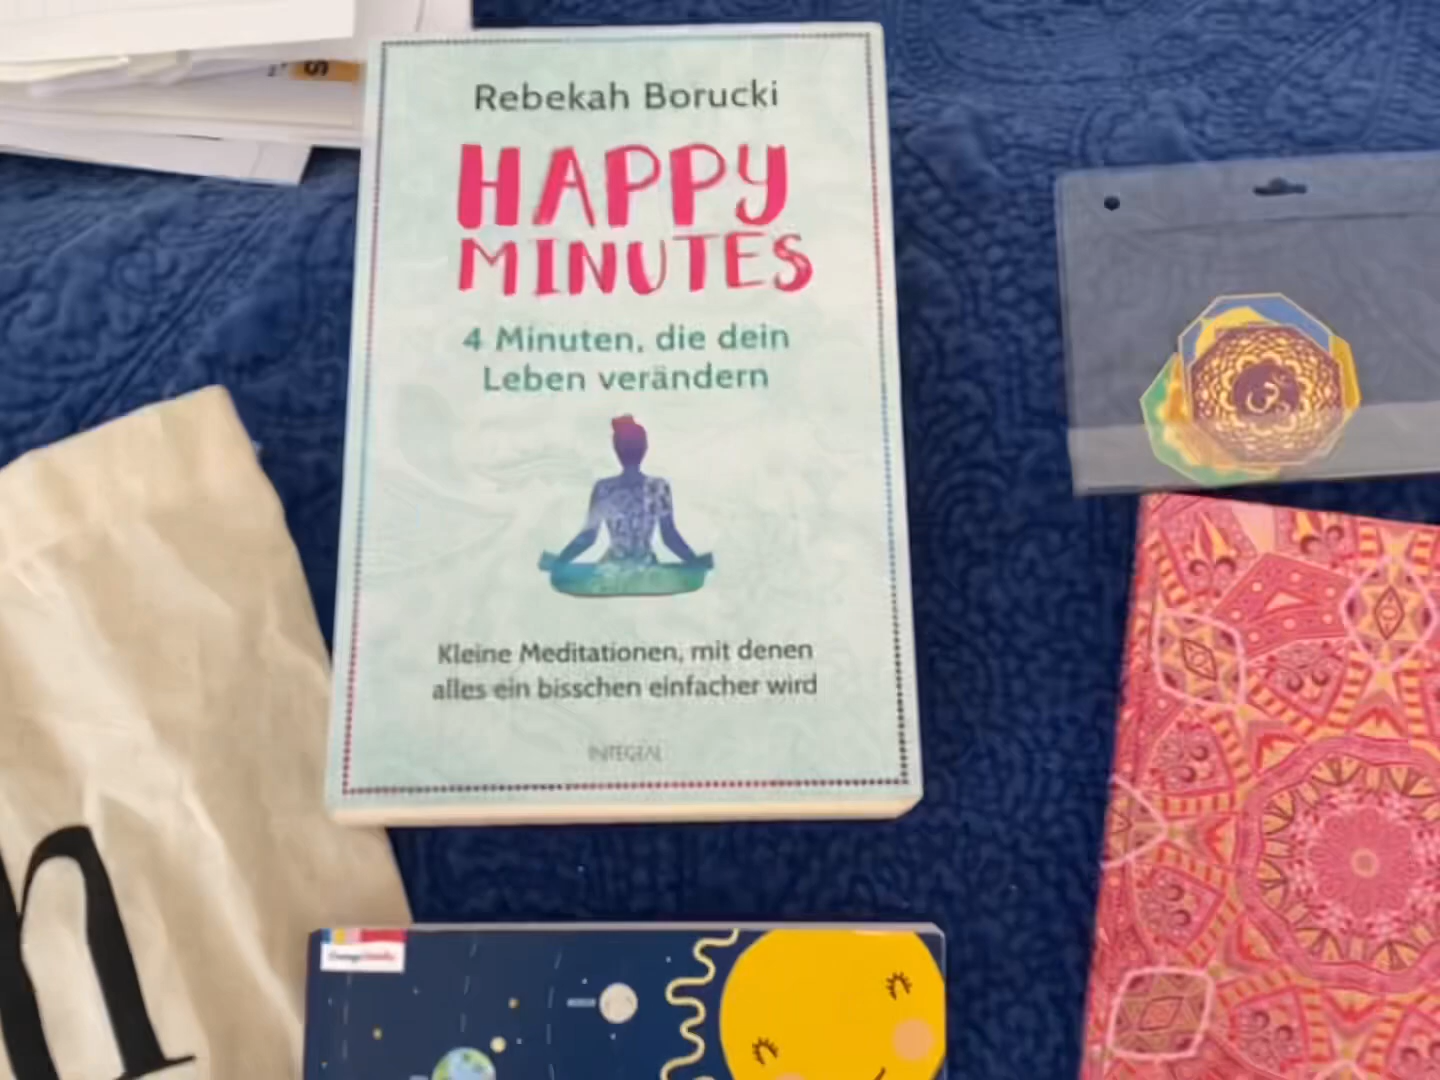 S
Rebekah Borucki
HAPPY
MINUTES
4 Minuten, die dein
Leben verändern
Kleine Meditationen, mit denen
alles ein bisschen einfacher wird
INTEGRAL
n